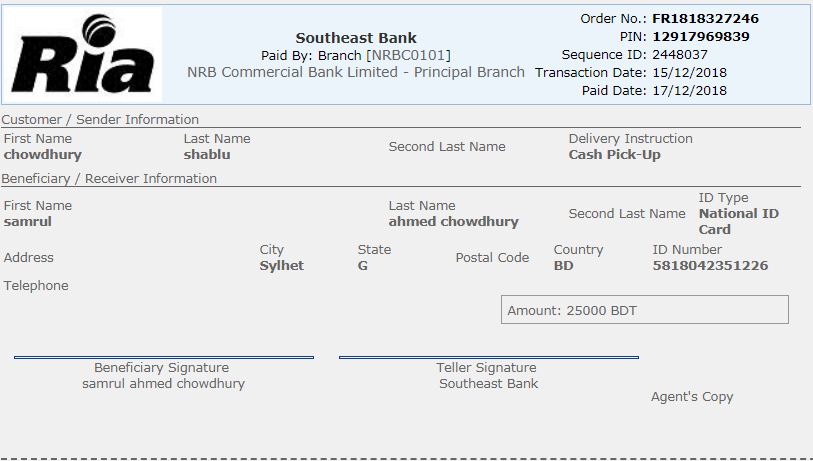 Ria
Southeast Bank
Paid By: Branch [NRBC0101]
NRB Commercial Bank Limited - Principal Branch
Order No.: FR1818327246
PIN: 12917969839
Sequence ID: 2448037
Transaction Date: 15/12/2018
Paid Date: 17/12/2018
Customer / Sender Information
First Name Last Name Second Last Name Delivery Instruction
chowdhury shablu Cash Pick-Up
Beneficiary / Receiver Information
First Name Last Name Second Last Name ID Type
samrul ahmed chowdhury National ID
Card
Address City State Postal Code Country ID Number
Sylhet G BD 5818042351226
Telephone
Amount: 25000 BDT
Beneficiary Signature Teller Signature
samrul ahmed chowdhury Southeast Bank
Agent's Copy